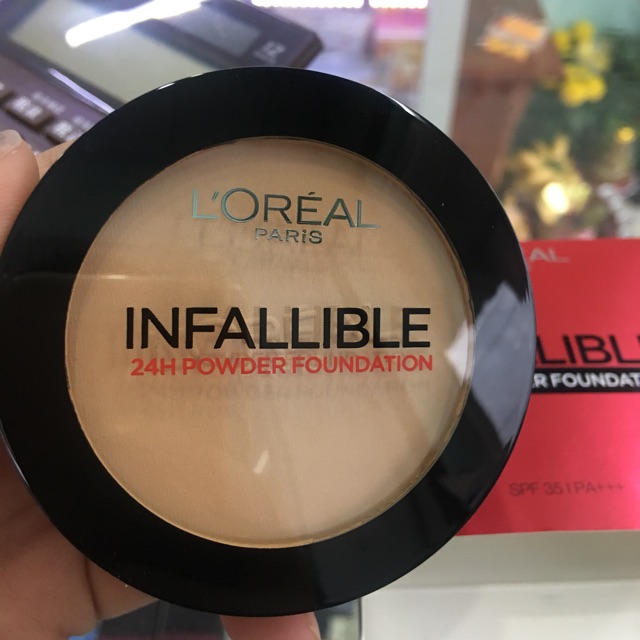 L'ORÉAL
PARiS
INFALLIBLE
24H POWDER FOUNDATION
SPF 35 | PA+++